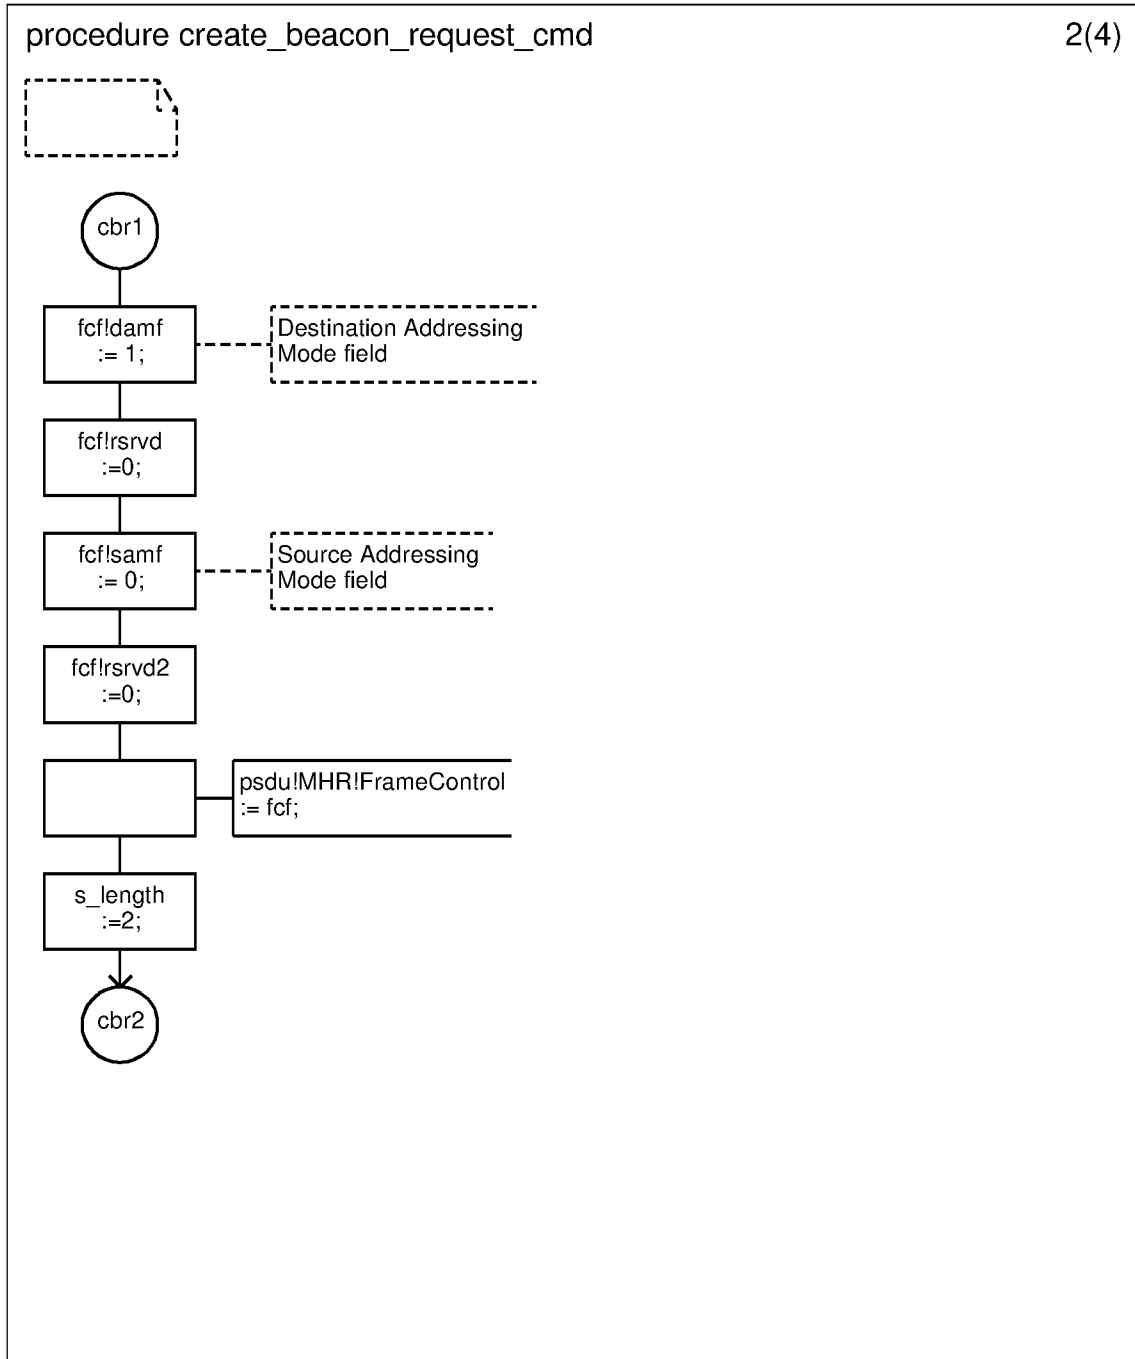 procedure create_beacon_request_cmd
2(4)
cbr1
fcf!damf
:= 1;
Destination Addressing
Mode field
fcf!rsrvd
:=0;
fcf!samf
:= 0;
Source Addressing
Mode field
fcf!rsrvd2
:=0;
psdu!MHR!FrameControl
:= fcf;
s_length
:=2;
cbr2